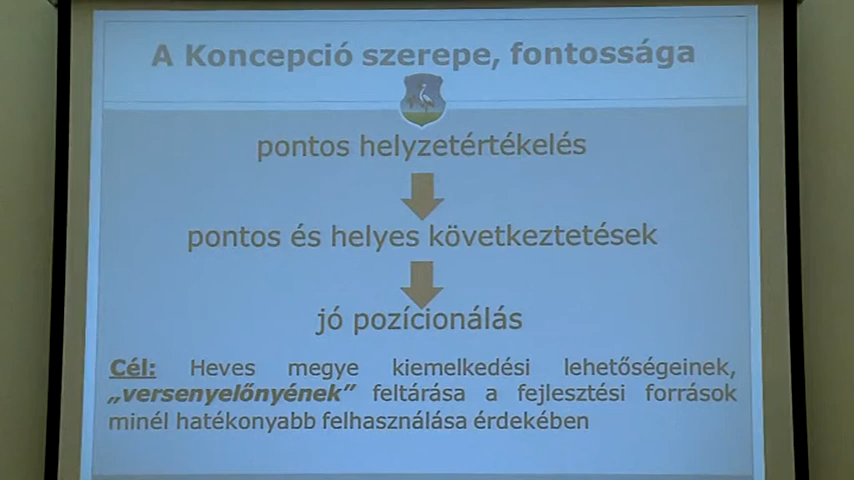 A Koncepció szerepe, fontossága
pontos helyzetértékelés
pontos és helyes következtetések
jó pozícionálás
Cél: Heves megye kiemelkedési lehetőségeinek,
„versenyelőnyének” feltárása a fejlesztési források
minél hatékonyabb felhasználása érdekében